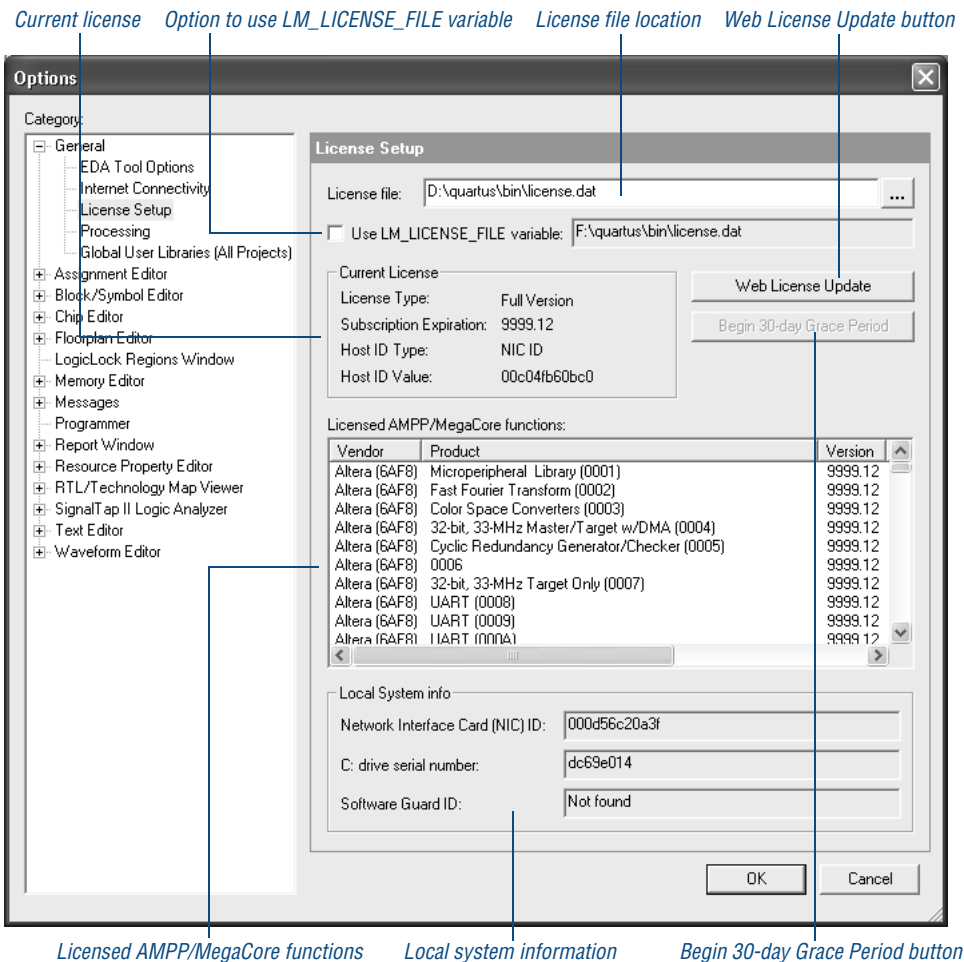 Current license Option to use LM_LICENSE_FILE variable License file location Web License Update button
Options
Category:
General
EDA Tool Options
Internet Connectivity
License Setup
Processing
Global User Libraries (All Projects)
Assignment Editor
Block/Symbol Editor
Chip Editor
Floorplan Editor
LogicLock Regions Window
Memory Editor
Messages
Programmer
Report Window
Resource Property Editor
RTL/Technology Map Viewer
SignalTap II Logic Analyzer
Text Editor
Waveform Editor
License Setup
License file: D:\quartus\bin\license.dat ...
Use LM_LICENSE_FILE variable: F:\quartus\bin\license.dat
Current License
License Type: Full Version
Subscription Expiration: 9999.12
Host ID Type: NIC ID
Host ID Value: 00c04fb60bc0
Web License Update
Begin 30-day Grace Period
Licensed AMPP/MegaCore functions:
Vendor Product Version
Altera (6AF8) Microperipheral Library (0001) 9999.12
Altera (6AF8) Fast Fourier Transform (0002) 9999.12
Altera (6AF8) Color Space Converters (0003) 9999.12
Altera (6AF8) 32-bit, 33-MHz Master/Target w/DMA (0004) 9999.12
Altera (6AF8) Cyclic Redundancy Generator/Checker (0005) 9999.12
Altera (6AF8) 0006 9999.12
Altera (6AF8) 32-bit, 33-MHz Target Only (0007) 9999.12
Altera (6AF8) UART (0008) 9999.12
Altera (6AF8) UART (0009) 9999.12
Altera (6AF8) UART (000A) 9999.12
Local System info
Network Interface Card (NIC) ID: 000d56c20a3f
C: drive serial number: dc69e014
Software Guard ID: Not found
OK Cancel
Licensed AMPP/MegaCore functions Local system information Begin 30-day Grace Period button